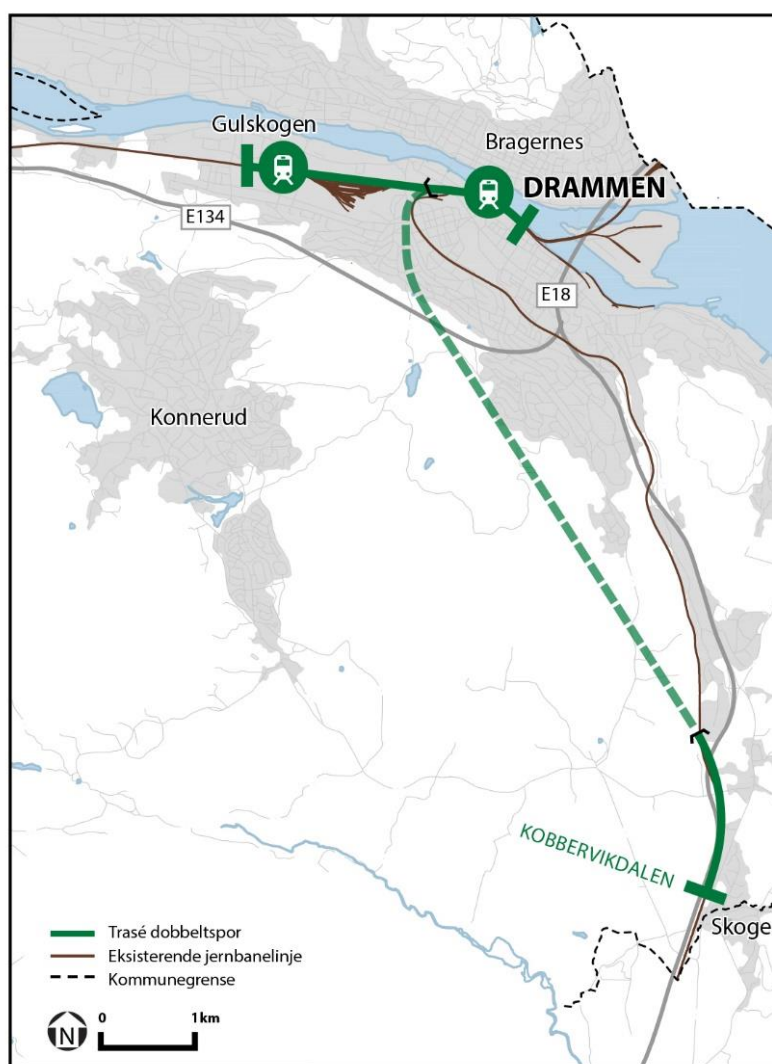 Gulskogen
Bragernes
DRAMMEN
E134
E18
Konnerud
KOBBERVIKDALEN
Skoge
Trasé dobbeltspor
Eksisterende jernbanelinje
Kommunegrense
N
0
1km